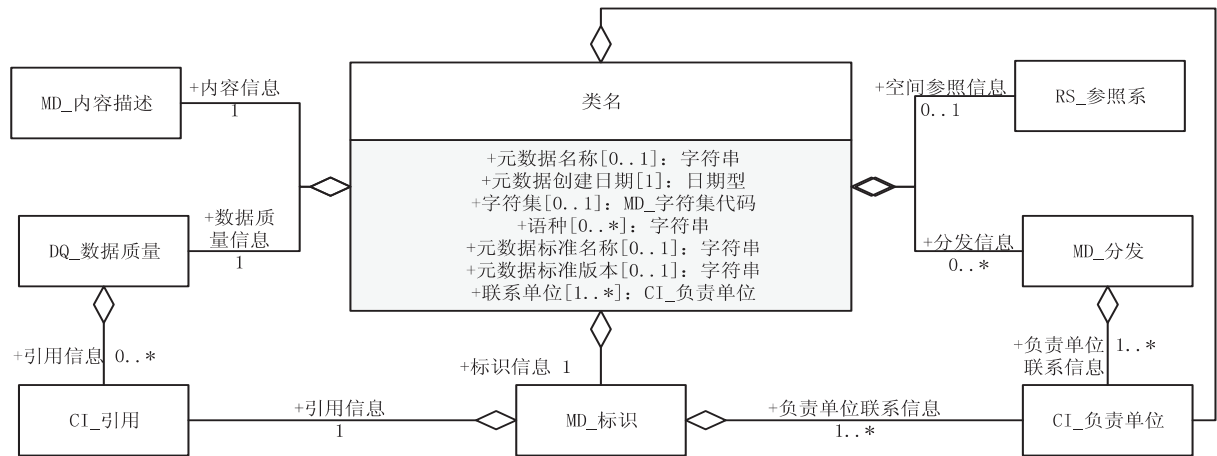 类名
+元数据名称[0..1]: 字符串
+元数据创建日期[1]: 日期型
+字符集[0..1]: MD_字符集代码
+语种[0..*]: 字符串
+元数据标准名称[0..1]: 字符串
+元数据标准版本[0..1]: 字符串
+联系单位[1..*]: CI_负责单位
MD_内容描述
+内容信息
1
+空间参照信息
0..1
RS_参照系
DQ_数据质量
+数据质
量信息
1
+分发信息
0..*
MD_分发
+引用信息 0..*
+标识信息 1
+负责单位 1..*
联系信息
CI_引用
+引用信息
1
MD_标识
+负责单位联系信息
1..*
CI_负责单位